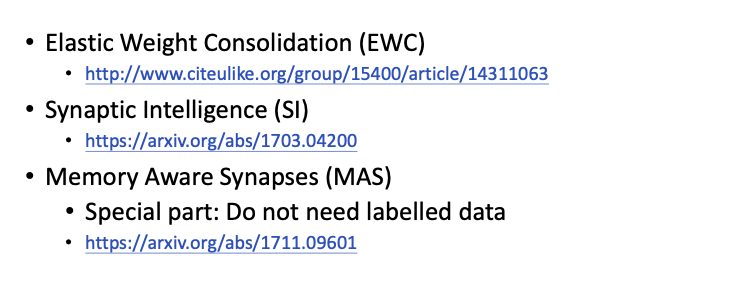 • Elastic Weight Consolidation (EWC)
• http://www.citeulike.org/group/15400/article/14311063
• Synaptic Intelligence (SI)
• https://arxiv.org/abs/1703.04200
• Memory Aware Synapses (MAS)
• Special part: Do not need labelled data
• https://arxiv.org/abs/1711.09601